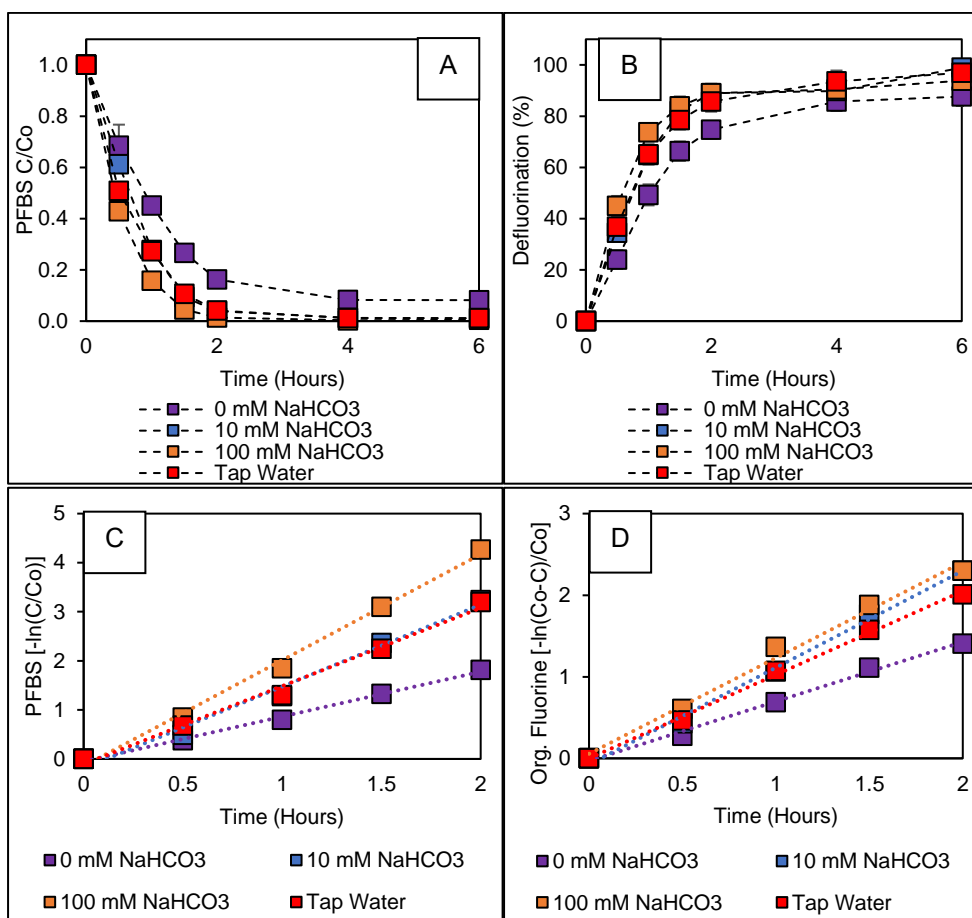 A
PFBS C/Co
1.0
0.8
0.6
0.4
0.2
0.0
0 2 4 6
Time (Hours)
0 mM NaHCO3
10 mM NaHCO3
100 mM NaHCO3
Tap Water
B
Defluorination (%)
100
80
60
40
20
0
0 2 4 6
Time (Hours)
0 mM NaHCO3
10 mM NaHCO3
100 mM NaHCO3
Tap Water
C
PFBS [-ln(C/Co)]
5
4
3
2
1
0
0 0.5 1 1.5 2
Time (Hours)
0 mM NaHCO3 10 mM NaHCO3
100 mM NaHCO3 Tap Water
D
Org. Fluorine [-ln(Co-C)/Co]
3
2
1
0
0 0.5 1 1.5 2
Time (Hours)
0 mM NaHCO3 10 mM NaHCO3
100 mM NaHCO3 Tap Water